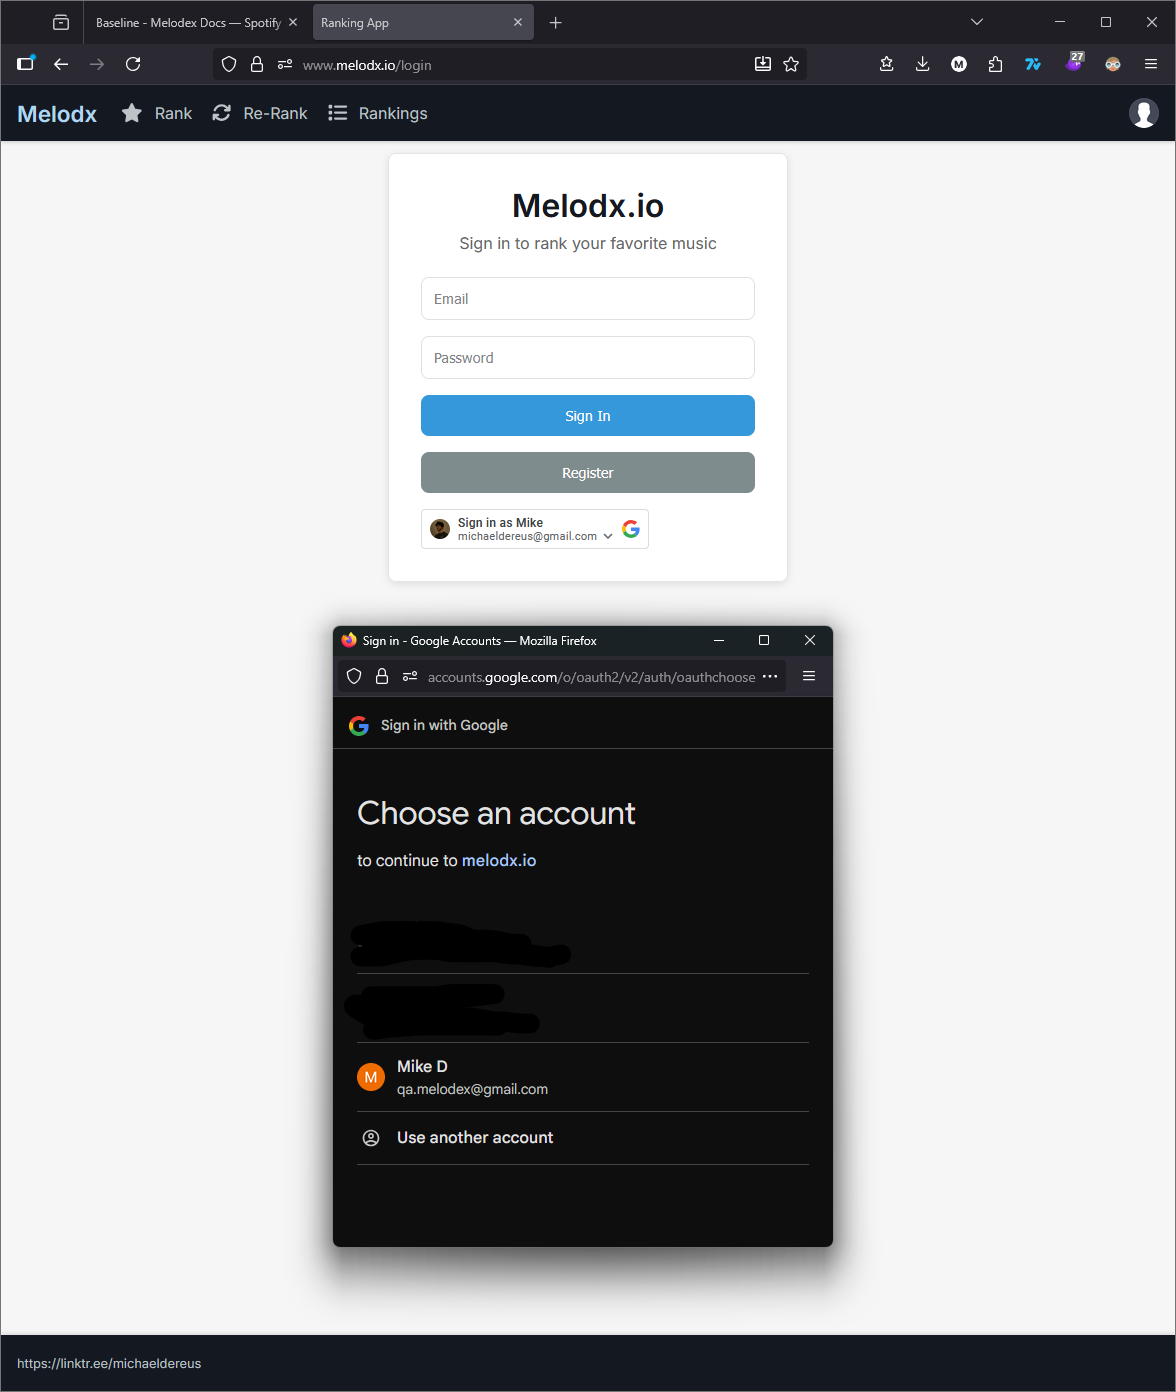 Baseline - Melodex Docs — Spotify
Ranking App
www.melodx.io/login
M
27
Melodx
Rank
Re-Rank
Rankings
Melodx.io
Sign in to rank your favorite music
Email
Password
Sign In
Register
Sign in as Mike
michaeldereus@gmail.com
Sign in - Google Accounts — Mozilla Firefox
accounts.google.com/o/oauth2/v2/auth/oauthchoose
Sign in with Google
Choose an account
to continue to melodx.io
M
Mike D
qa.melodex@gmail.com
Use another account
https://linktr.ee/michaeldereus